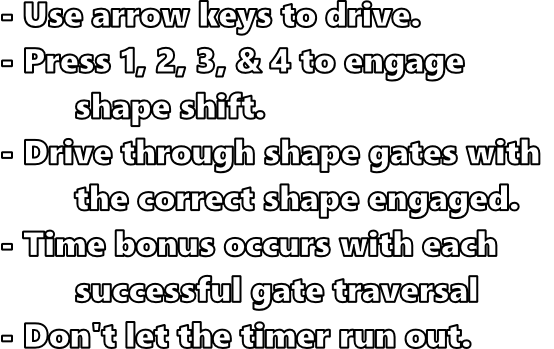 - Use arrow keys to drive.
- Press 1, 2, 3, & 4 to engage
shape shift.
- Drive through shape gates with
the correct shape engaged.
- Time bonus occurs with each
successful gate traversal
- Don't let the timer run out.